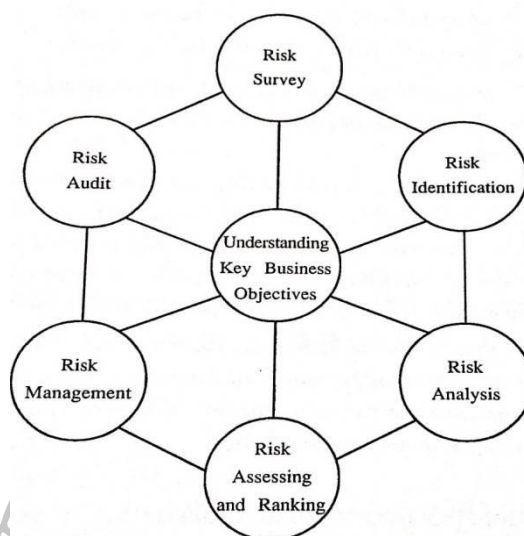 Risk
Survey
Risk
Audit
Risk
Identification
Understanding
Key Business
Objectives
Risk
Management
Risk
Analysis
Risk
Assessing
and Ranking